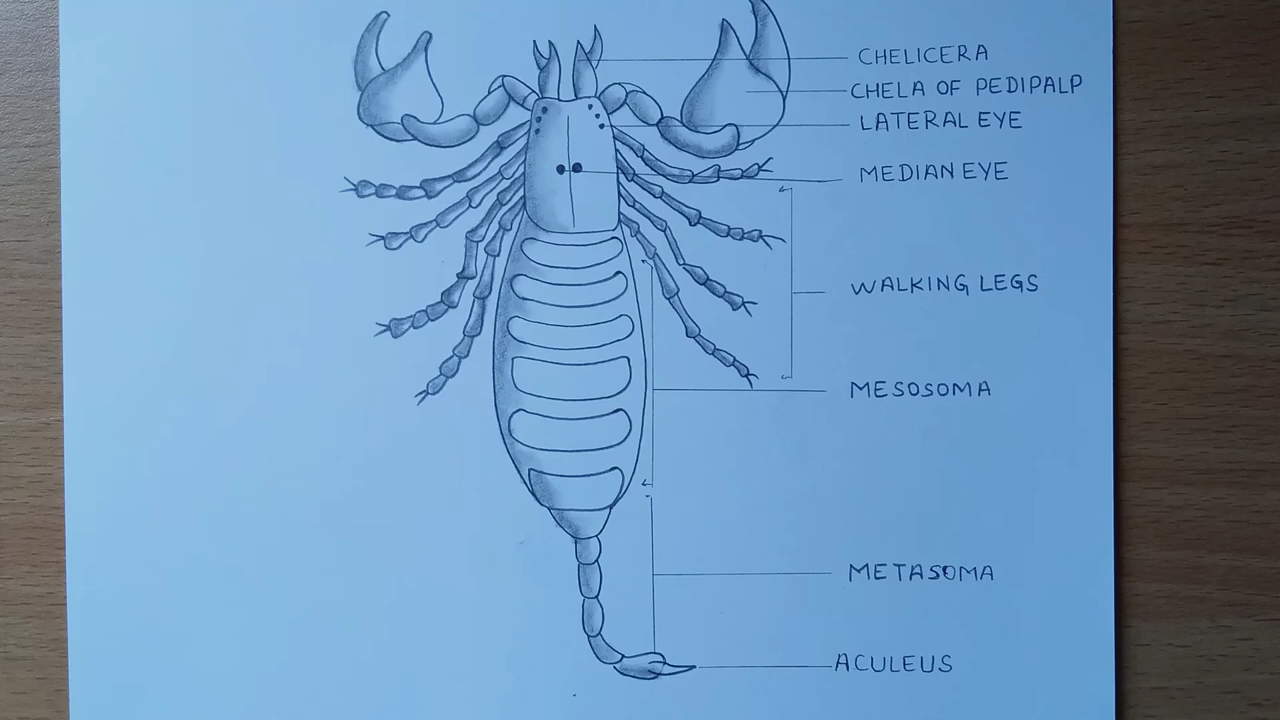 CHELICERA
CHELA OF PEDIPALP
LATERAL EYE
MEDIAN EYE
WALKING LEGS
MESOSOMA
METASOMA
ACULEUS